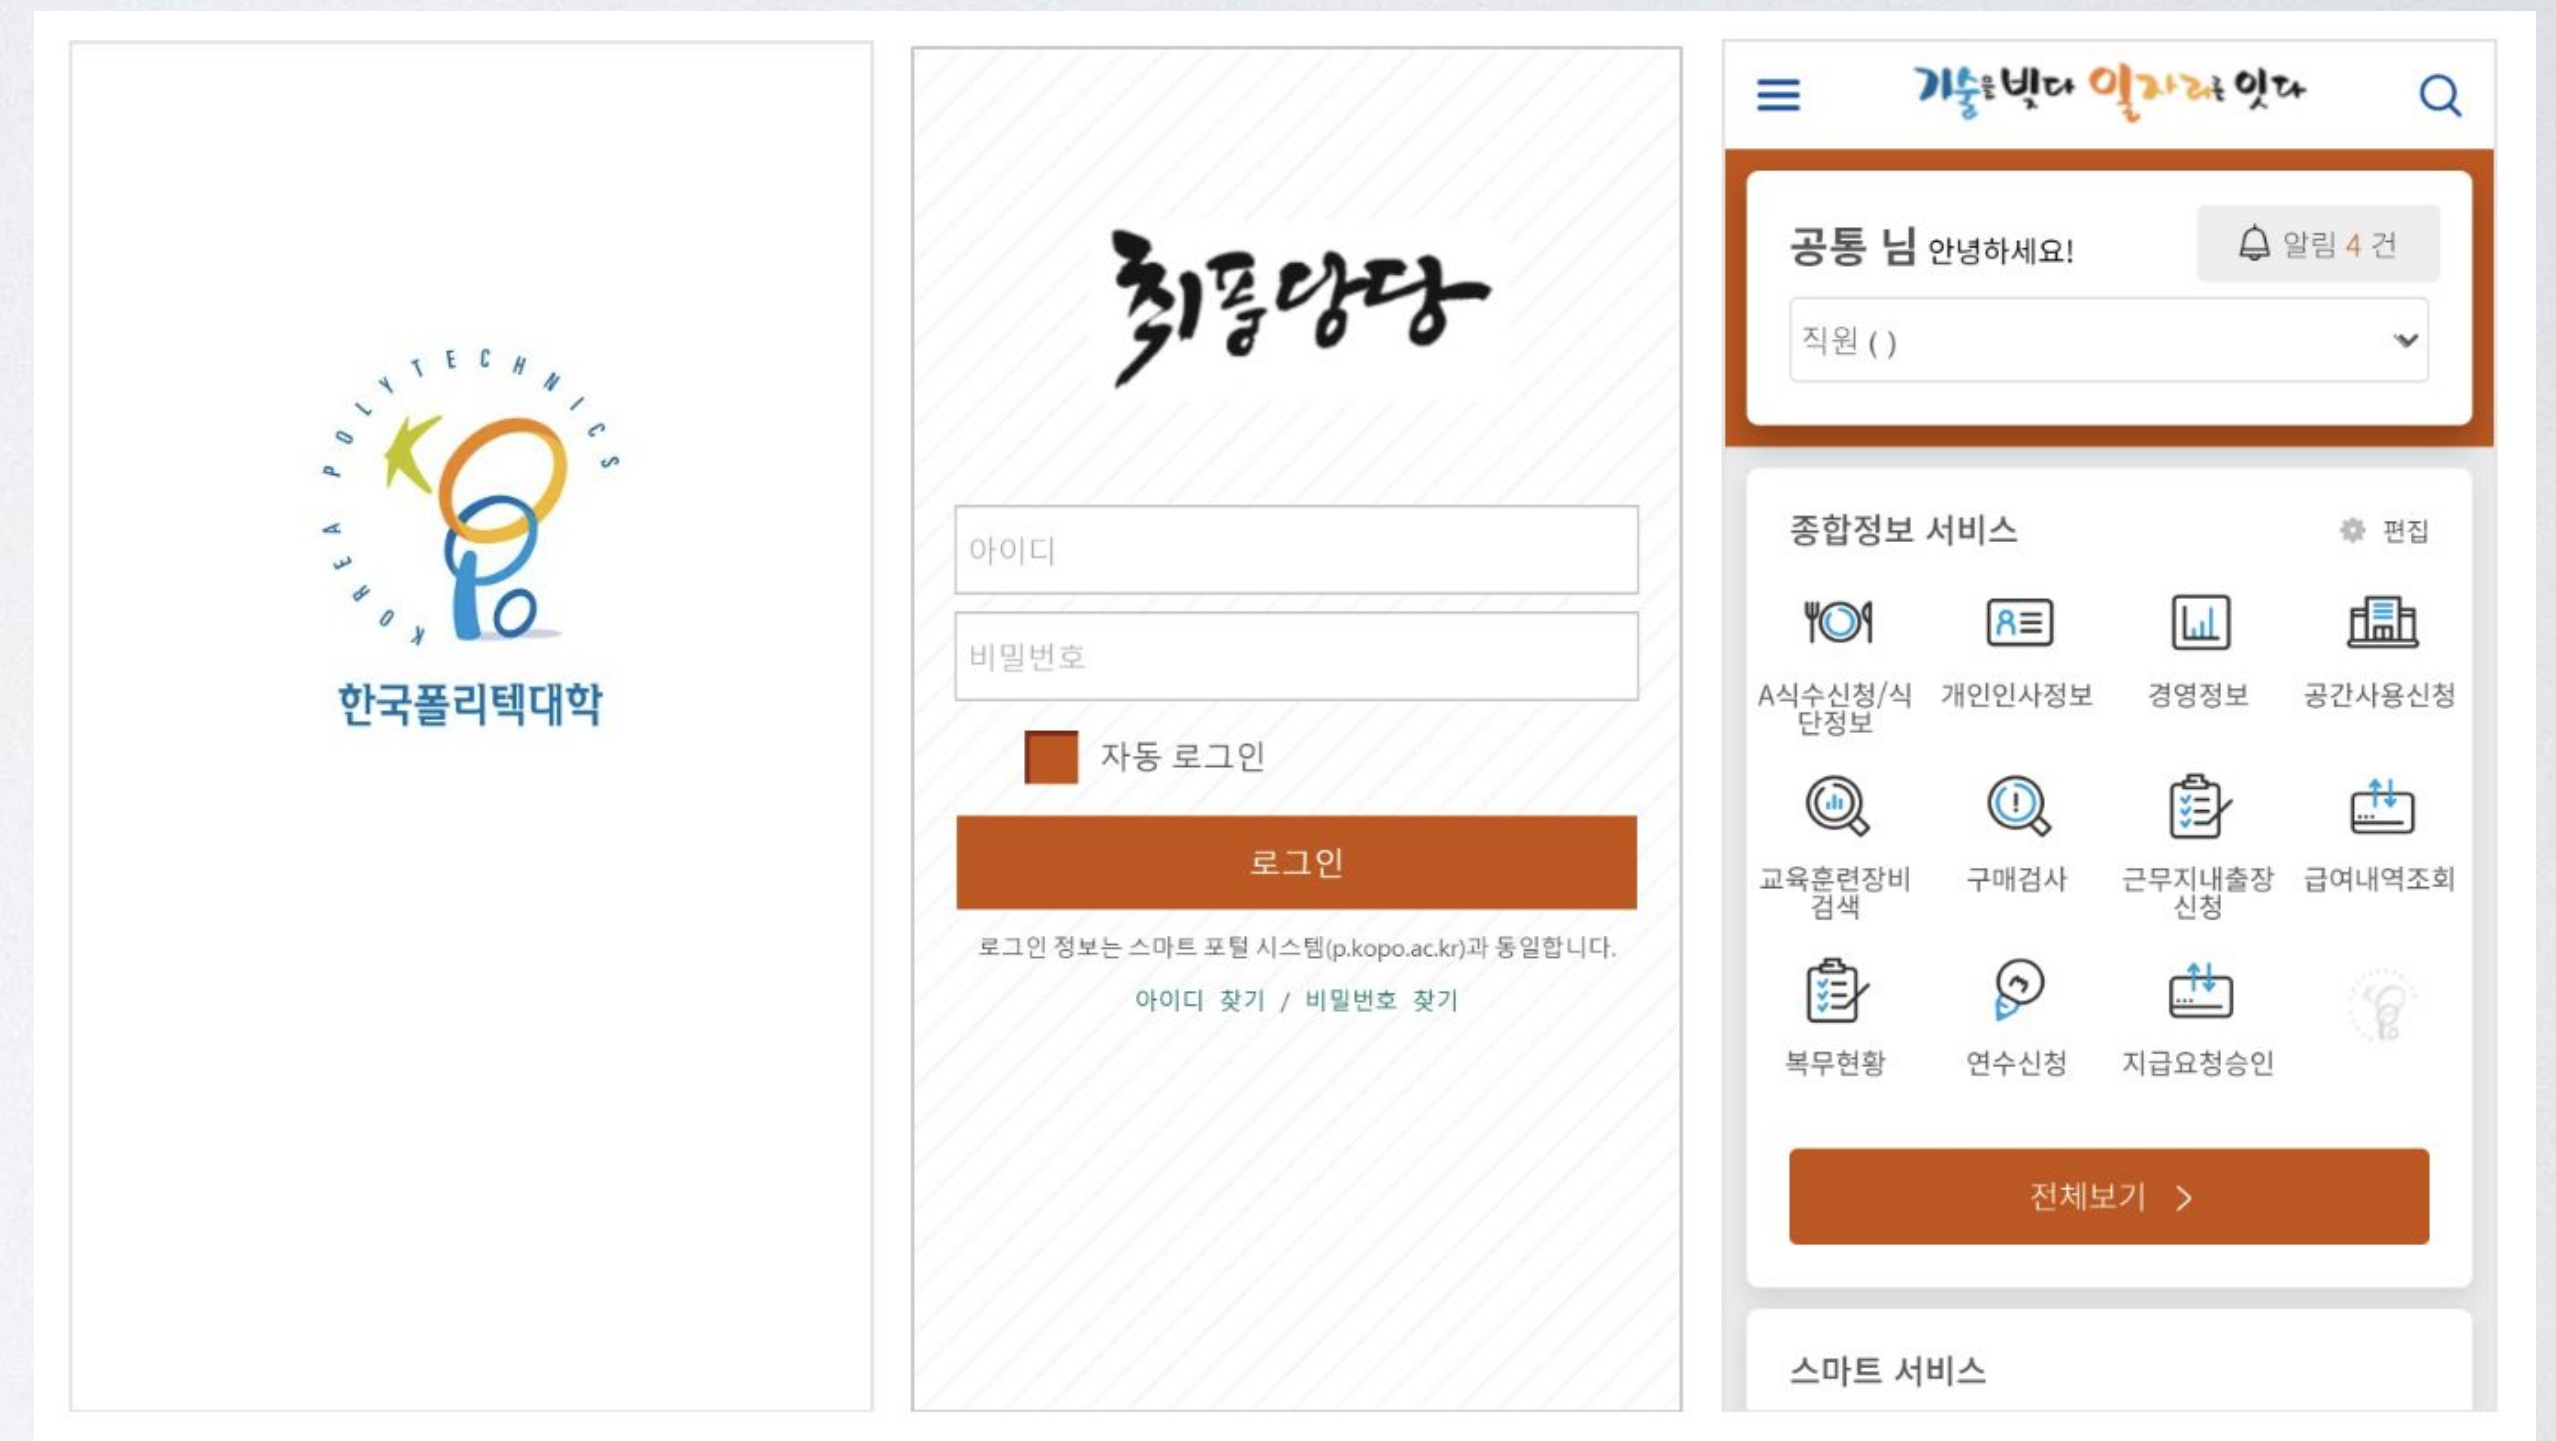 KOREA POLYTECHNICS
한국폴리텍대학
취풍당당
아이디
비밀번호
자동 로그인
로그인
로그인 정보는 스마트 포털 시스템(p.kopo.ac.kr)과 동일합니다.
아이디 찾기 / 비밀번호 찾기
기술을 빚다 일자리를 잇다
공통 님 안녕하세요!
알림 4 건
직원 ( )
종합정보 서비스
편집
A식수신청/식
단정보
개인인사정보
경영정보
공간사용신청
교육훈련장비
검색
구매검사
근무지내출장
신청
급여내역조회
복무현황
연수신청
지급요청승인
전체보기 >
스마트 서비스